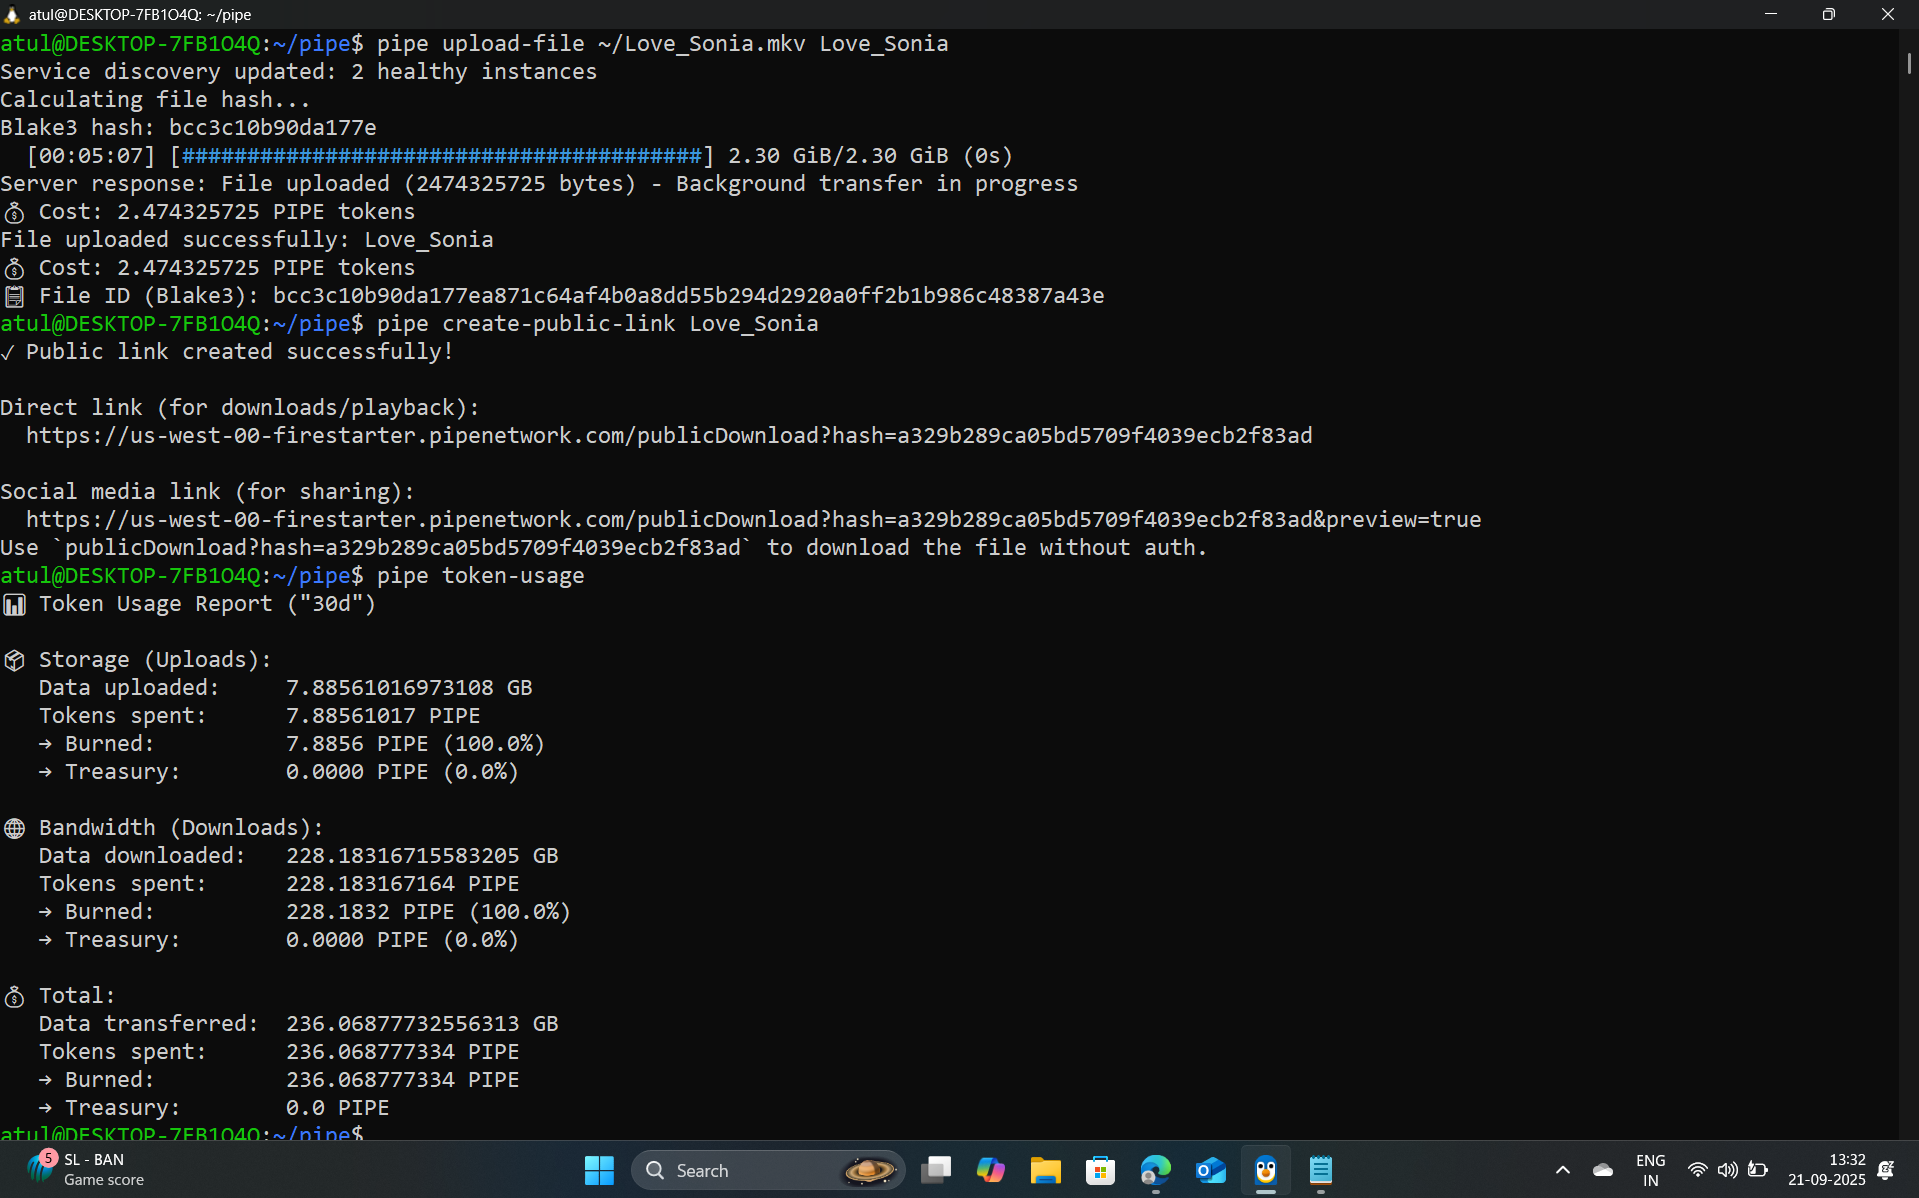 atul@DESKTOP-7FB1O4Q: ~/pipe
atul@DESKTOP-7FB1O4Q:~/pipe$ pipe upload-file ~/Love_Sonia.mkv Love_Sonia
Service discovery updated: 2 healthy instances
Calculating file hash...
Blake3 hash: bcc3c10b90da177e
[00:05:07] [########################################] 2.30 GiB/2.30 GiB (0s)
Server response: File uploaded (2474325725 bytes) - Background transfer in progress
Cost: 2.474325725 PIPE tokens
File uploaded successfully: Love_Sonia
Cost: 2.474325725 PIPE tokens
File ID (Blake3): bcc3c10b90da177ea871c64af4b0a8dd55b294d2920a0ff2b1b986c48387a43e
atul@DESKTOP-7FB1O4Q:~/pipe$ pipe create-public-link Love_Sonia
✓ Public link created successfully!
Direct link (for downloads/playback):
https://us-west-00-firestarter.pipenetwork.com/publicDownload?hash=a329b289ca05bd5709f4039ecb2f83ad
Social media link (for sharing):
https://us-west-00-firestarter.pipenetwork.com/publicDownload?hash=a329b289ca05bd5709f4039ecb2f83ad&preview=true
Use `publicDownload?hash=a329b289ca05bd5709f4039ecb2f83ad` to download the file without auth.
atul@DESKTOP-7FB1O4Q:~/pipe$ pipe token-usage
Token Usage Report ("30d")
Storage (Uploads):
Data uploaded: 7.88561016973108 GB
Tokens spent: 7.88561017 PIPE
→ Burned: 7.8856 PIPE (100.0%)
→ Treasury: 0.0000 PIPE (0.0%)
Bandwidth (Downloads):
Data downloaded: 228.18316715583205 GB
Tokens spent: 228.183167164 PIPE
→ Burned: 228.1832 PIPE (100.0%)
→ Treasury: 0.0000 PIPE (0.0%)
Total:
Data transferred: 236.06877732556313 GB
Tokens spent: 236.068777334 PIPE
→ Burned: 236.068777334 PIPE
→ Treasury: 0.0 PIPE
atul@DESKTOP-7FB1O4Q:~/pipe$
5
SL - BAN
Game score
Search
ENG
IN
13:32
21-09-2025